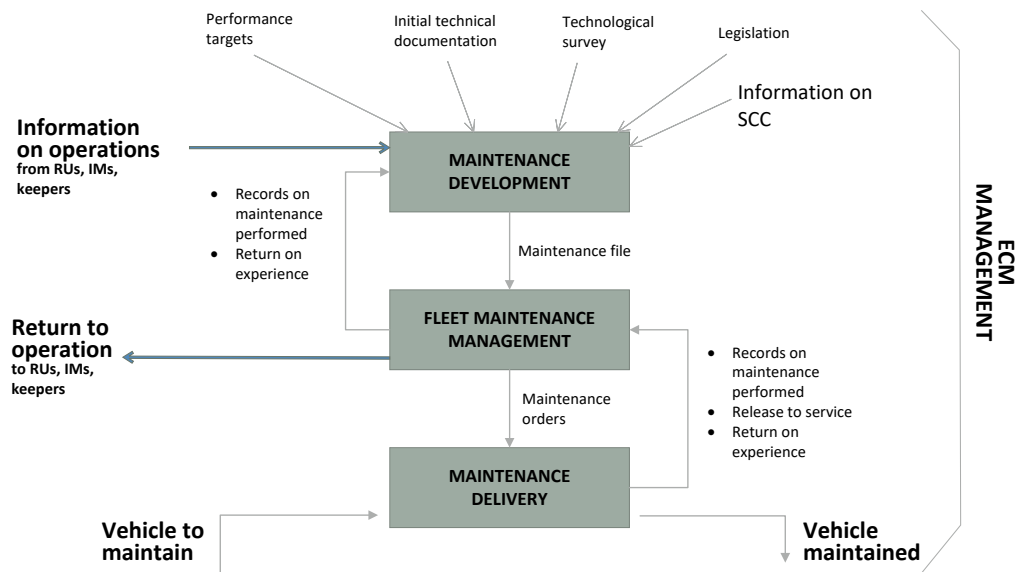 Performance
targets
Initial technical
documentation
Technological
survey
Legislation
Information on
SCC
Information
on operations
from RUs, IMs,
keepers
MAINTENANCE
DEVELOPMENT
• Records on
maintenance
performed
• Return on
experience
Maintenance file
ECM
MANAGEMENT
FLEET MAINTENANCE
MANAGEMENT
Return to
operation
to RUs, IMs,
keepers
• Records on
maintenance
performed
• Release to service
• Return on
experience
Maintenance
orders
MAINTENANCE
DELIVERY
Vehicle to
maintain
Vehicle
maintained